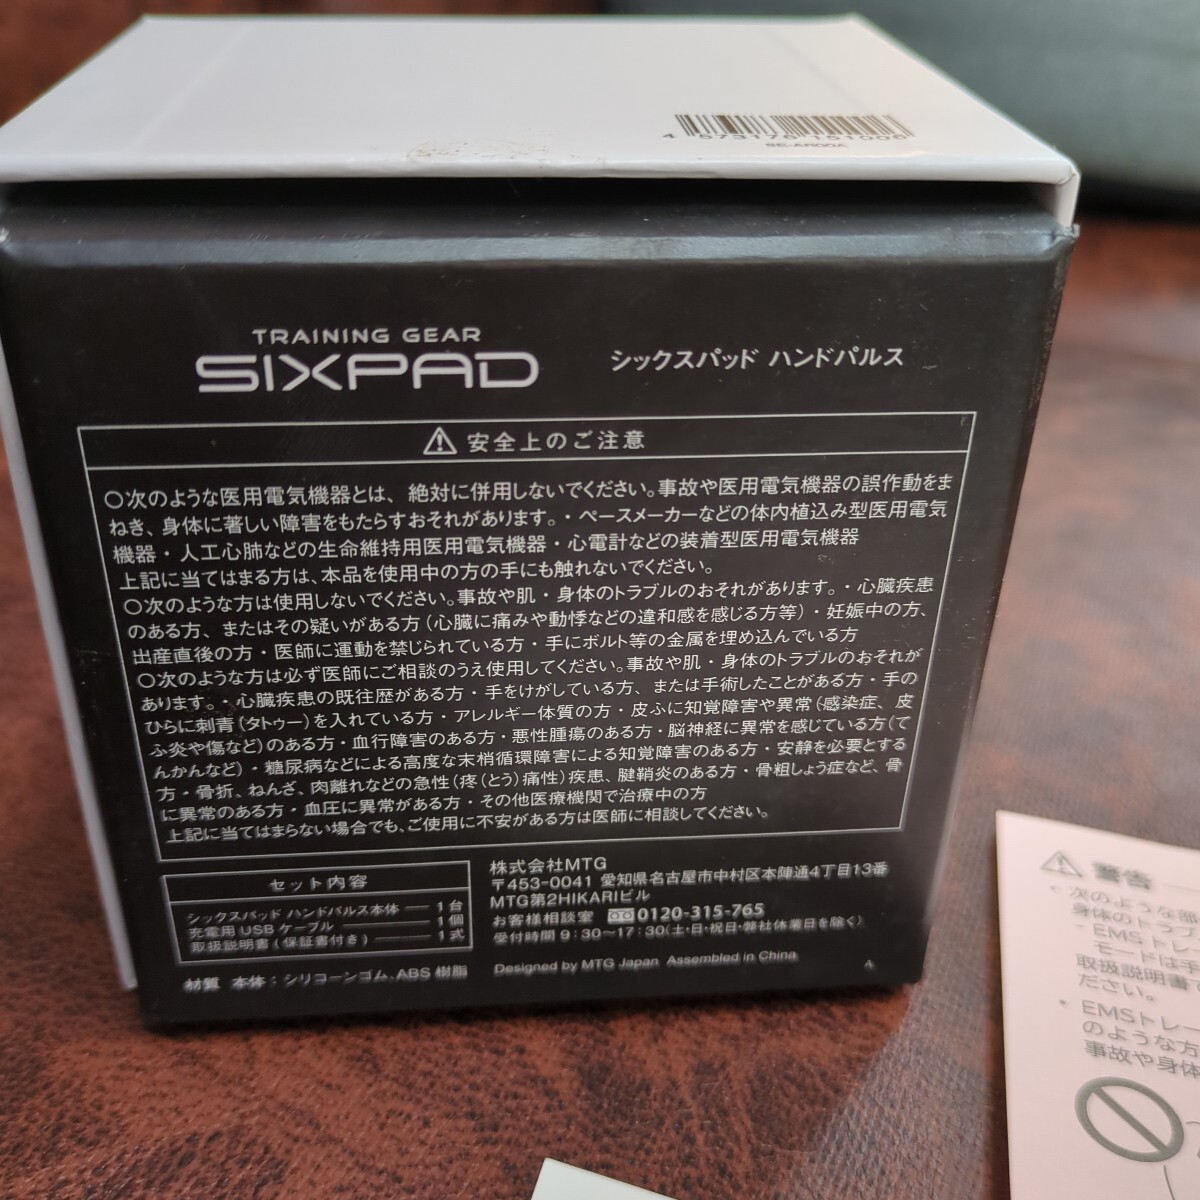 4 573176 151006
SE-AR00A
TRAINING GEAR
SIXPAD
シックスパッド ハンドパルス
⚠ 安全上のご注意
○次のような医用電気機器とは、絶対に併用しないでください。事故や医用電気機器の誤作動をま
ねき、身体に著しい障害をもたらすおそれがあります。・ペースメーカーなどの体内植込み型医用電気
機器・人工心肺などの生命維持用医用電気機器・心電計などの装着型医用電気機器
上記に当てはまる方は、本品を使用中の方の手にも触れないでください。
○次のような方は使用しないでください。事故や肌・身体のトラブルのおそれがあります。・心臓疾患
のある方、またはその疑いがある方(心臓に痛みや動悸などの違和感を感じる方等)・妊娠中の方、
出産直後の方・医師に運動を禁じられている方・手にボルト等の金属を埋め込んでいる方
○次のような方は必ず医師にご相談のうえ使用してください。事故や肌・身体のトラブルのおそれが
あります。・心臓疾患の既往歴がある方・手をけがしている方、または手術したことがある方・手の
ひらに刺青(タトゥー)を入れている方・アレルギー体質の方・皮ふに知覚障害や異常(感染症、皮
ふ炎や傷など)のある方・血行障害のある方・悪性腫瘍のある方・脳神経に異常を感じている方(て
んかんなど)・糖尿病などによる高度な末梢循環障害による知覚障害のある方・安静を必要とする
方・骨折、ねんざ、肉離れなどの急性(疼(とう)痛性)疾患、腱鞘炎のある方・骨粗しょう症など、骨
に異常のある方・血圧に異常がある方・その他医療機関で治療中の方
上記に当てはまらない場合でも、ご使用に不安がある方は医師に相談してください。
セット内容
シックスパッド ハンドパルス本体 ― 1台
充電用 USB ケーブル ― 1個
取扱説明書(保証書付き) ― 1式
材質 本体:シリコーンゴム、ABS 樹脂
株式会社MTG
〒453-0041 愛知県名古屋市中村区本陣通4丁目13番
MTG第2HIKARIビル
お客様相談室 0120-315-765
受付時間 9:30〜17:30(土・日・祝日・弊社休業日を除く)
Designed by MTG Japan Assembled in China
A
⚠ 警告
・次のような
身体のトラブ
- EMS トレー
モードは手
取扱説明書で
ださい。
・EMSトレー
のような方
事故や身体